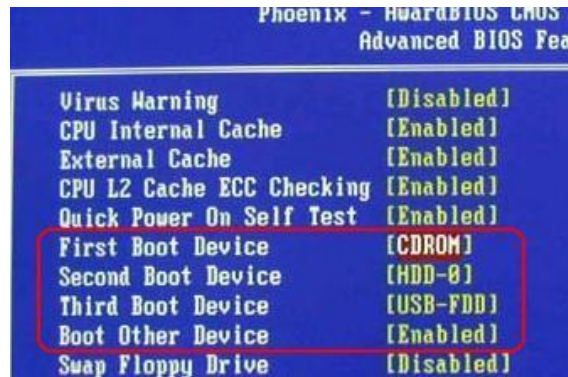 Phoenix - AwardBIOS CMOS
Advanced BIOS Fea
Virus Warning [Disabled]
CPU Internal Cache [Enabled]
External Cache [Enabled]
CPU L2 Cache ECC Checking [Enabled]
Quick Power On Self Test [Enabled]
First Boot Device [CDROM]
Second Boot Device [HDD-0]
Third Boot Device [USB-FDD]
Boot Other Device [Enabled]
Swap Floppy Drive [Disabled]